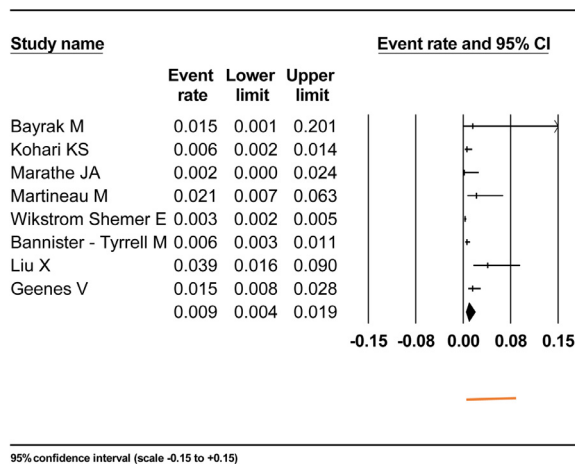 Study name Event rate and 95% CI
Event Lower Upper
rate limit limit
Bayrak M 0.015 0.001 0.201
Kohari KS 0.006 0.002 0.014
Marathe JA 0.002 0.000 0.024
Martineau M 0.021 0.007 0.063
Wikstrom Shemer E 0.003 0.002 0.005
Bannister - Tyrrell M 0.006 0.003 0.011
Liu X 0.039 0.016 0.090
Geenes V 0.015 0.008 0.028
0.009 0.004 0.019
-0.15 -0.08 0.00 0.08 0.15
95% confidence interval (scale -0.15 to +0.15)